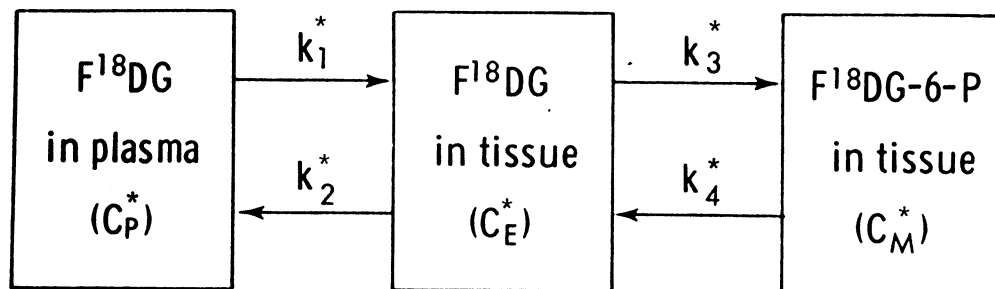 F¹⁸DG
in plasma
(C*P)
k*1
k*2
F¹⁸DG
in tissue
(C*E)
k*3
k*4
F¹⁸DG-6-P
in tissue
(C*M)